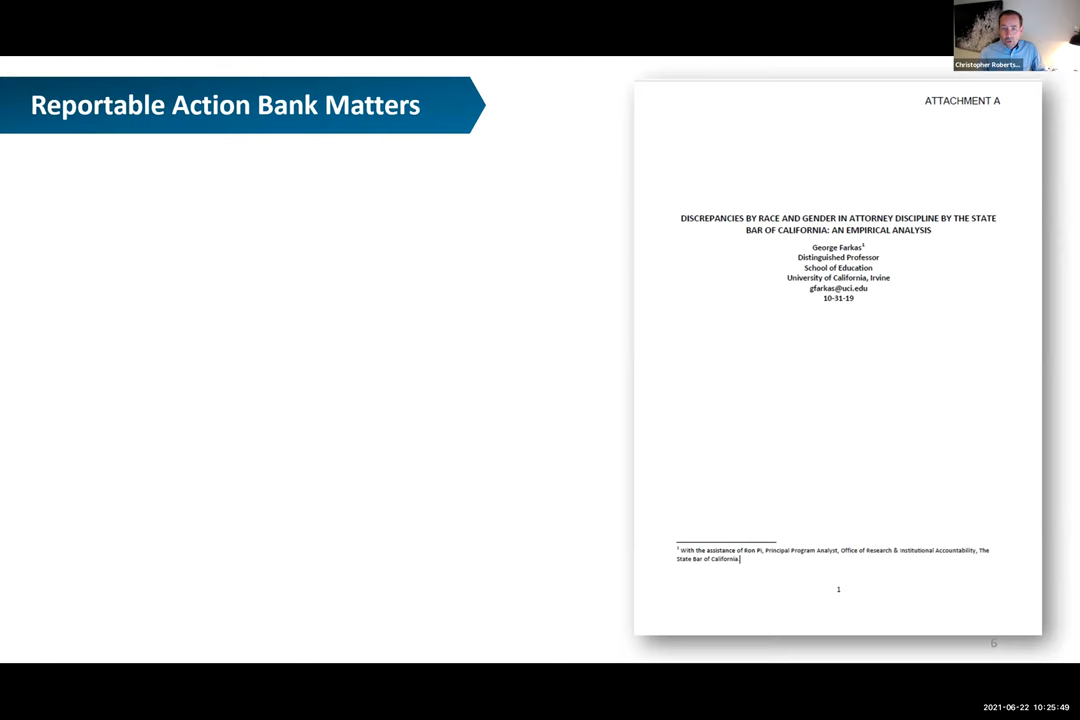 Christopher Roberts...
Reportable Action Bank Matters
ATTACHMENT A
DISCREPANCIES BY RACE AND GENDER IN ATTORNEY DISCIPLINE BY THE STATE
BAR OF CALIFORNIA: AN EMPIRICAL ANALYSIS
George Farkas¹
Distinguished Professor
School of Education
University of California, Irvine
gfarkas@uci.edu
10-31-19
¹ With the assistance of Ron Pi, Principal Program Analyst, Office of Research & Institutional Accountability, The
State Bar of California.
1
6
2021-06-22 10:25:49